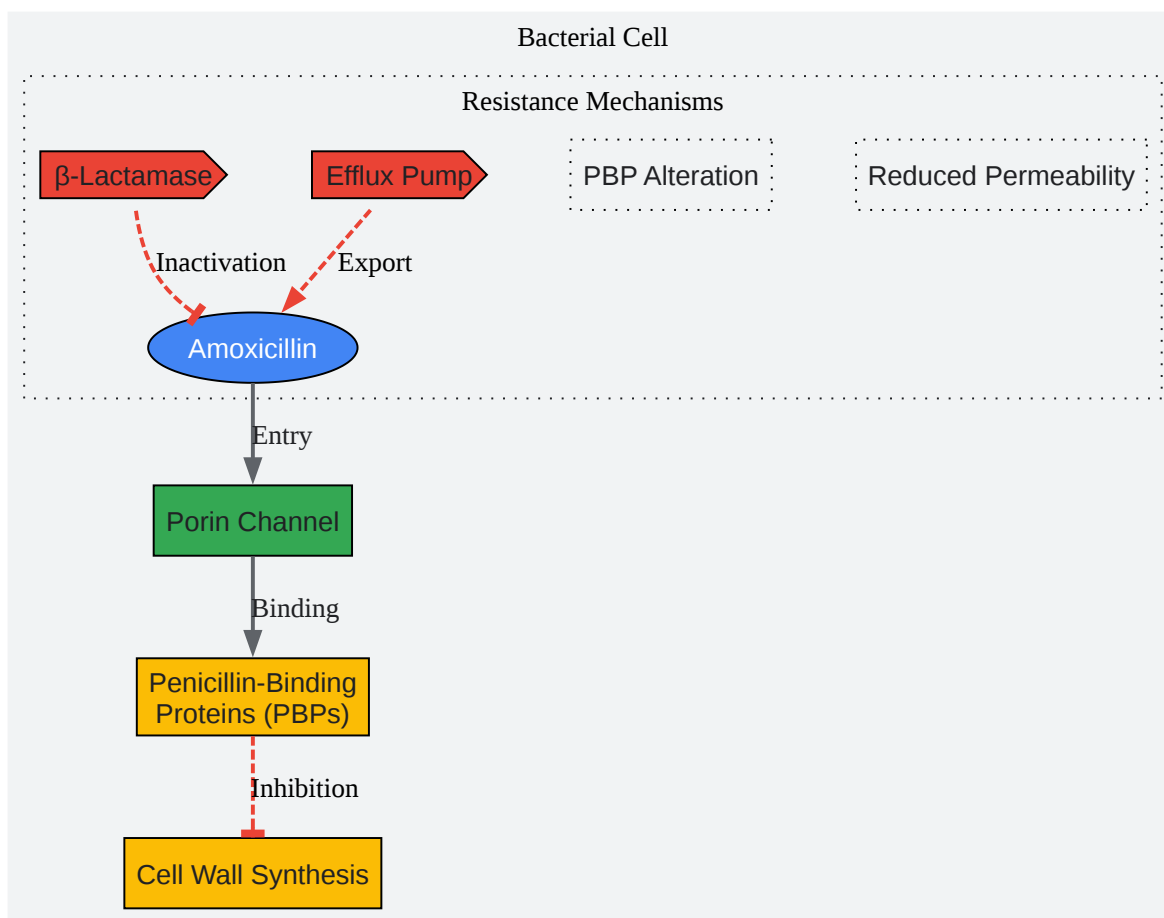 Bacterial Cell
Resistance Mechanisms
β-Lactamase
Efflux Pump
PBP Alteration
Reduced Permeability
Inactivation
Export
Amoxicillin
Entry
Porin Channel
Binding
Penicillin-Binding
Proteins (PBPs)
Inhibition
Cell Wall Synthesis